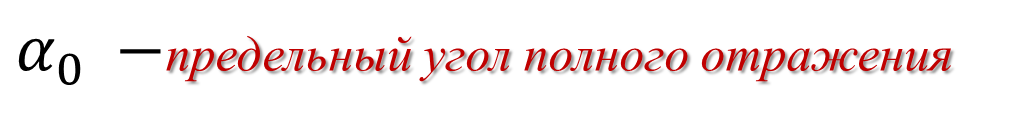 α₀ –предельный угол полного отражения